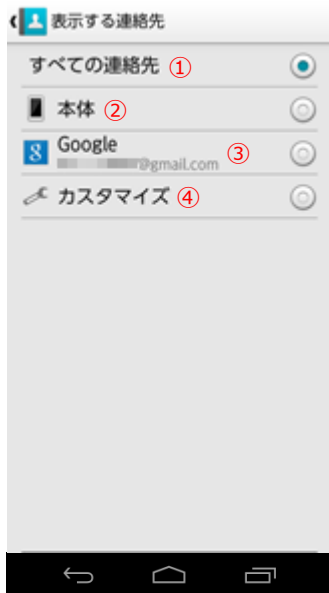 表示する連絡先
すべての連絡先 ①
本体 ②
Google ③
@gmail.com
カスタマイズ ④